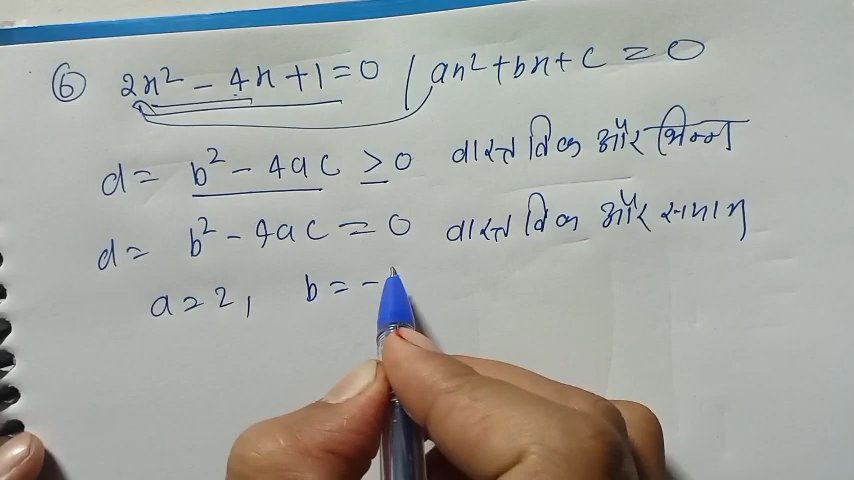 ⑥ 2x² - 4x + 1 = 0 / ax² + bx + c = 0
d = b² - 4ac > 0 वास्तविक और भिन्न
d = b² - 4ac = 0 वास्तविक और समान
a = 2, b = -